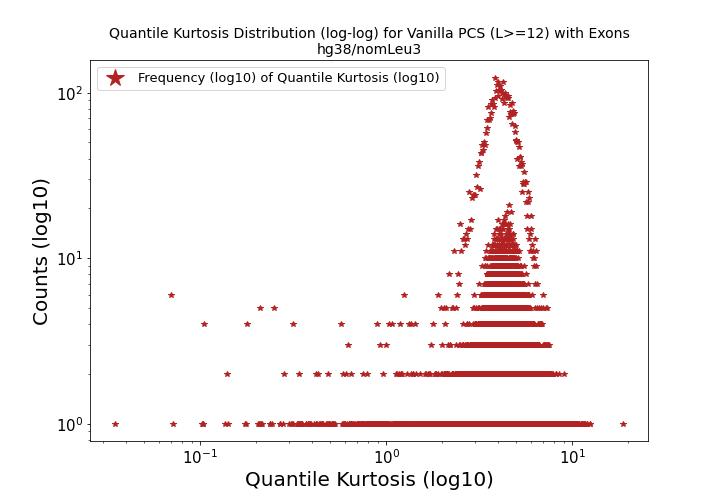 Quantile Kurtosis Distribution (log-log) for Vanilla PCS (L>=12) with Exons
hg38/nomLeu3
Frequency (log10) of Quantile Kurtosis (log10)
Counts (log10)
10²
10¹
10⁰
10⁻¹ 10⁰ 10¹
Quantile Kurtosis (log10)